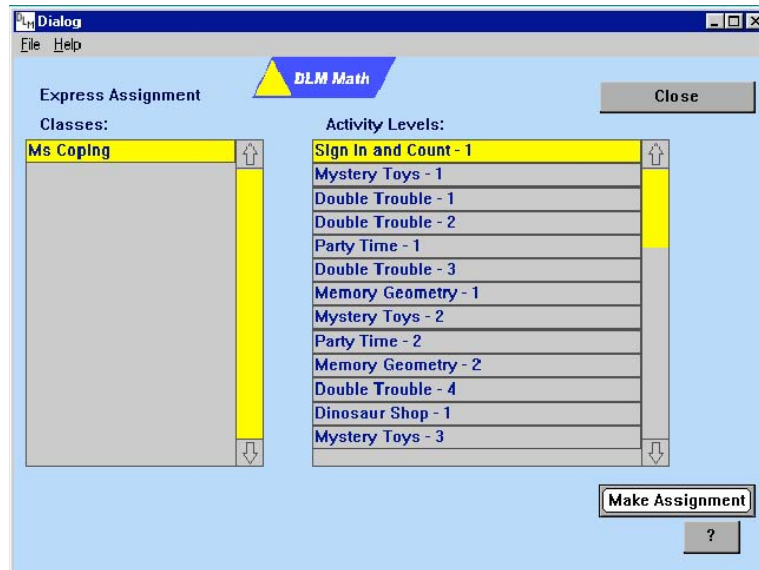 DLM Dialog
File Help
DLM Math
Express Assignment
Close
Classes:
Activity Levels:
Ms Coping
Sign In and Count - 1
Mystery Toys - 1
Double Trouble - 1
Double Trouble - 2
Party Time - 1
Double Trouble - 3
Memory Geometry - 1
Mystery Toys - 2
Party Time - 2
Memory Geometry - 2
Double Trouble - 4
Dinosaur Shop - 1
Mystery Toys - 3
Make Assignment
?